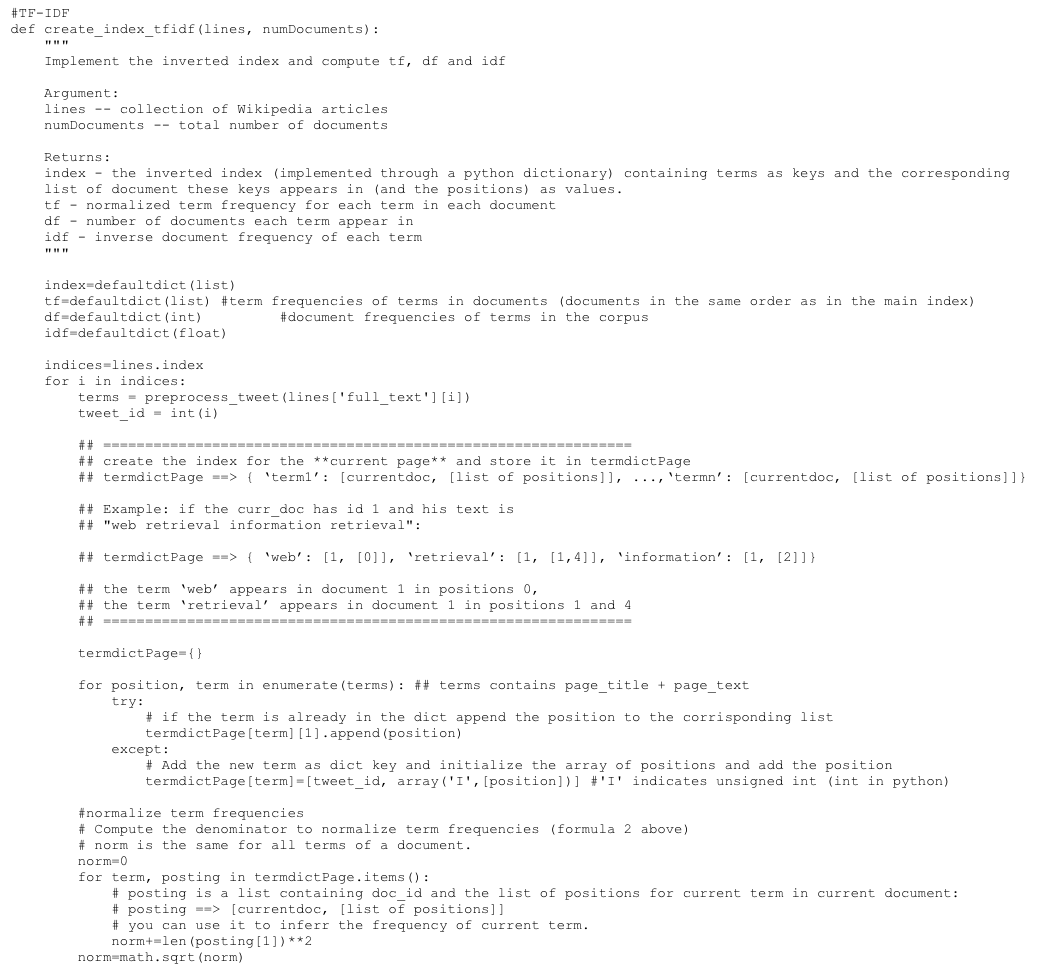 #TF-IDF
def create_index_tfidf(lines, numDocuments):
    """
    Implement the inverted index and compute tf, df and idf

    Argument:
    lines -- collection of Wikipedia articles
    numDocuments -- total number of documents

    Returns:
    index - the inverted index (implemented through a python dictionary) containing terms as keys and the corresponding
    list of document these keys appears in (and the positions) as values.
    tf - normalized term frequency for each term in each document
    df - number of documents each term appear in
    idf - inverse document frequency of each term
    """

    index=defaultdict(list)
    tf=defaultdict(list) #term frequencies of terms in documents (documents in the same order as in the main index)
    df=defaultdict(int)         #document frequencies of terms in the corpus
    idf=defaultdict(float)

    indices=lines.index
    for i in indices:
        terms = preprocess_tweet(lines['full_text'][i])
        tweet_id = int(i)

        ## ===============================================================
        ## create the index for the **current page** and store it in termdictPage
        ## termdictPage ==> { ‘term1’: [currentdoc, [list of positions]], ...,‘termn’: [currentdoc, [list of positions]]}

        ## Example: if the curr_doc has id 1 and his text is
        ## "web retrieval information retrieval":

        ## termdictPage ==> { ‘web’: [1, [0]], ‘retrieval’: [1, [1,4]], ‘information’: [1, [2]]}

        ## the term ‘web’ appears in document 1 in positions 0,
        ## the term ‘retrieval’ appears in document 1 in positions 1 and 4
        ## ===============================================================

        termdictPage={}

        for position, term in enumerate(terms): ## terms contains page_title + page_text
            try:
                # if the term is already in the dict append the position to the corrisponding list
                termdictPage[term][1].append(position)
            except:
                # Add the new term as dict key and initialize the array of positions and add the position
                termdictPage[term]=[tweet_id, array('I',[position])] #'I' indicates unsigned int (int in python)

        #normalize term frequencies
        # Compute the denominator to normalize term frequencies (formula 2 above)
        # norm is the same for all terms of a document.
        norm=0
        for term, posting in termdictPage.items():
            # posting is a list containing doc_id and the list of positions for current term in current document:
            # posting ==> [currentdoc, [list of positions]]
            # you can use it to inferr the frequency of current term.
            norm+=len(posting[1])**2
        norm=math.sqrt(norm)